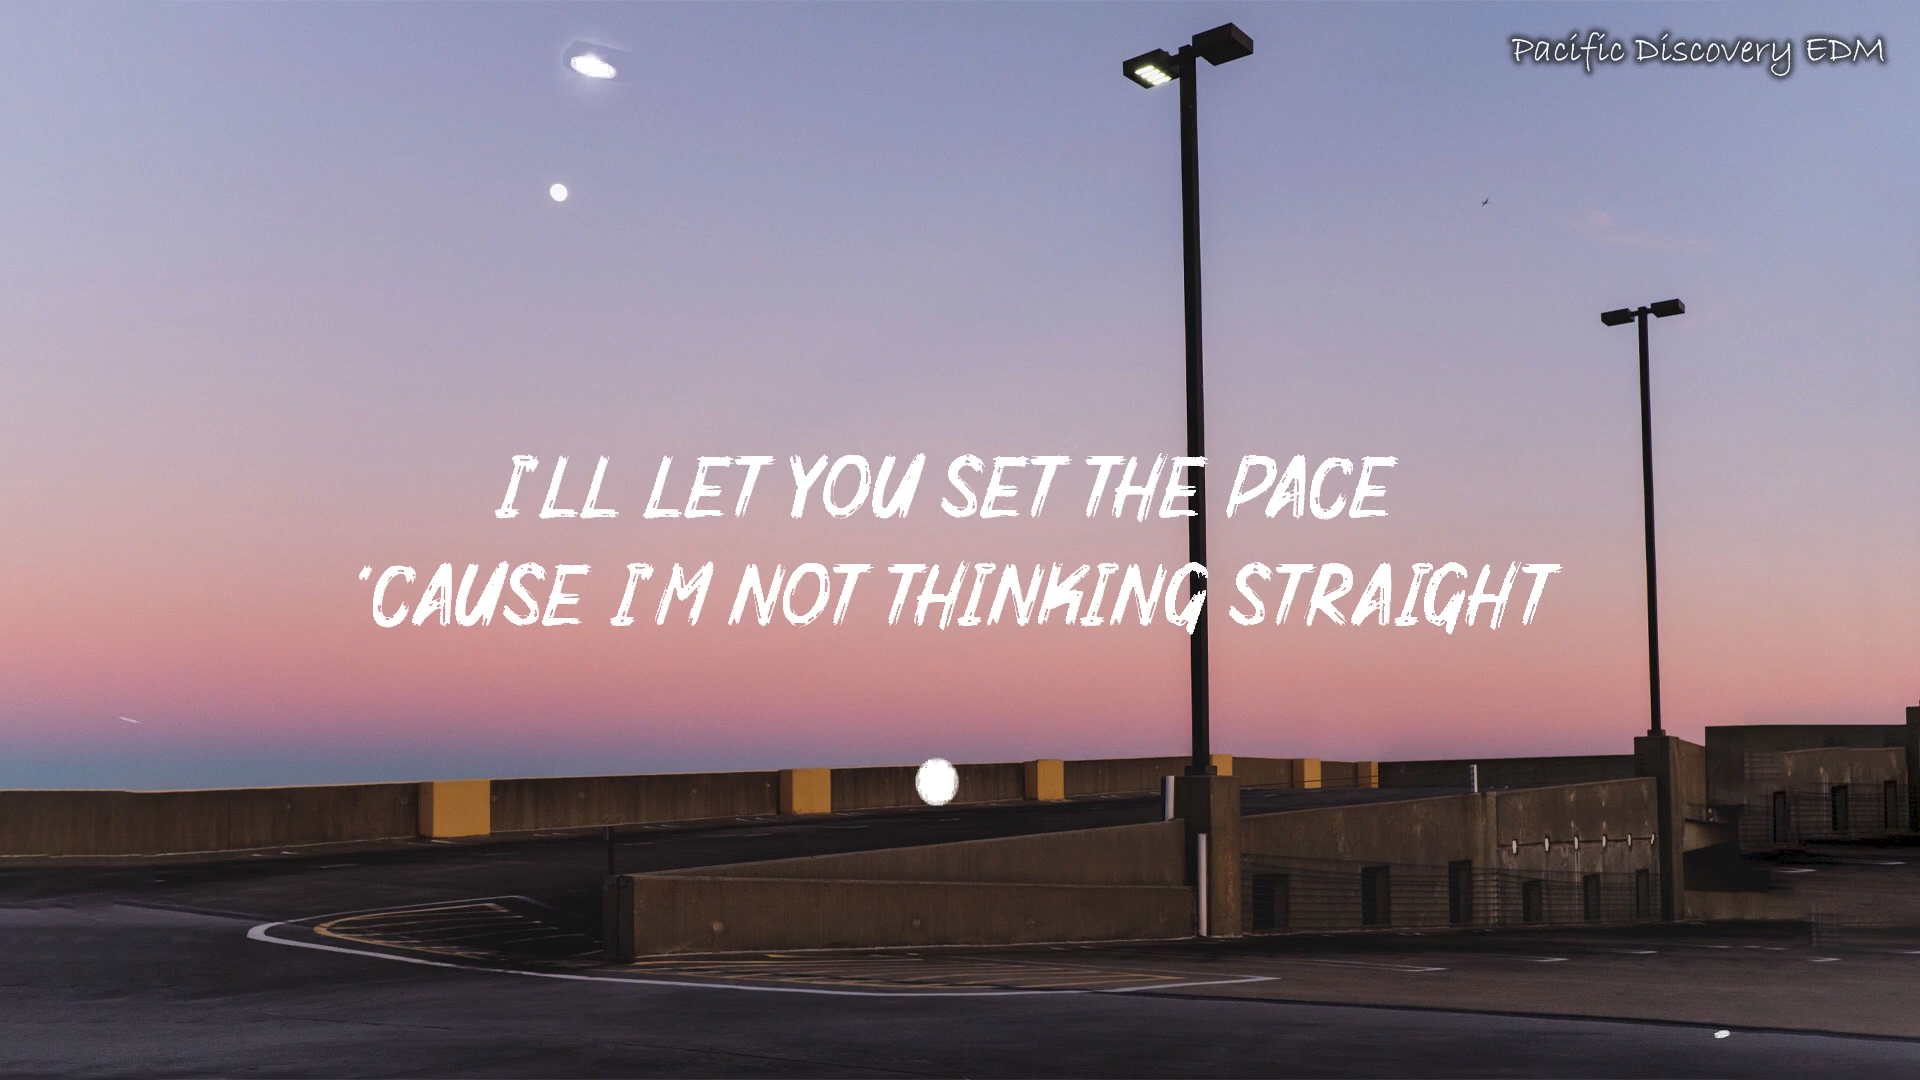 Pacific Discovery EDM
I'LL LET YOU SET THE PACE
'CAUSE I'M NOT THINKING STRAIGHT